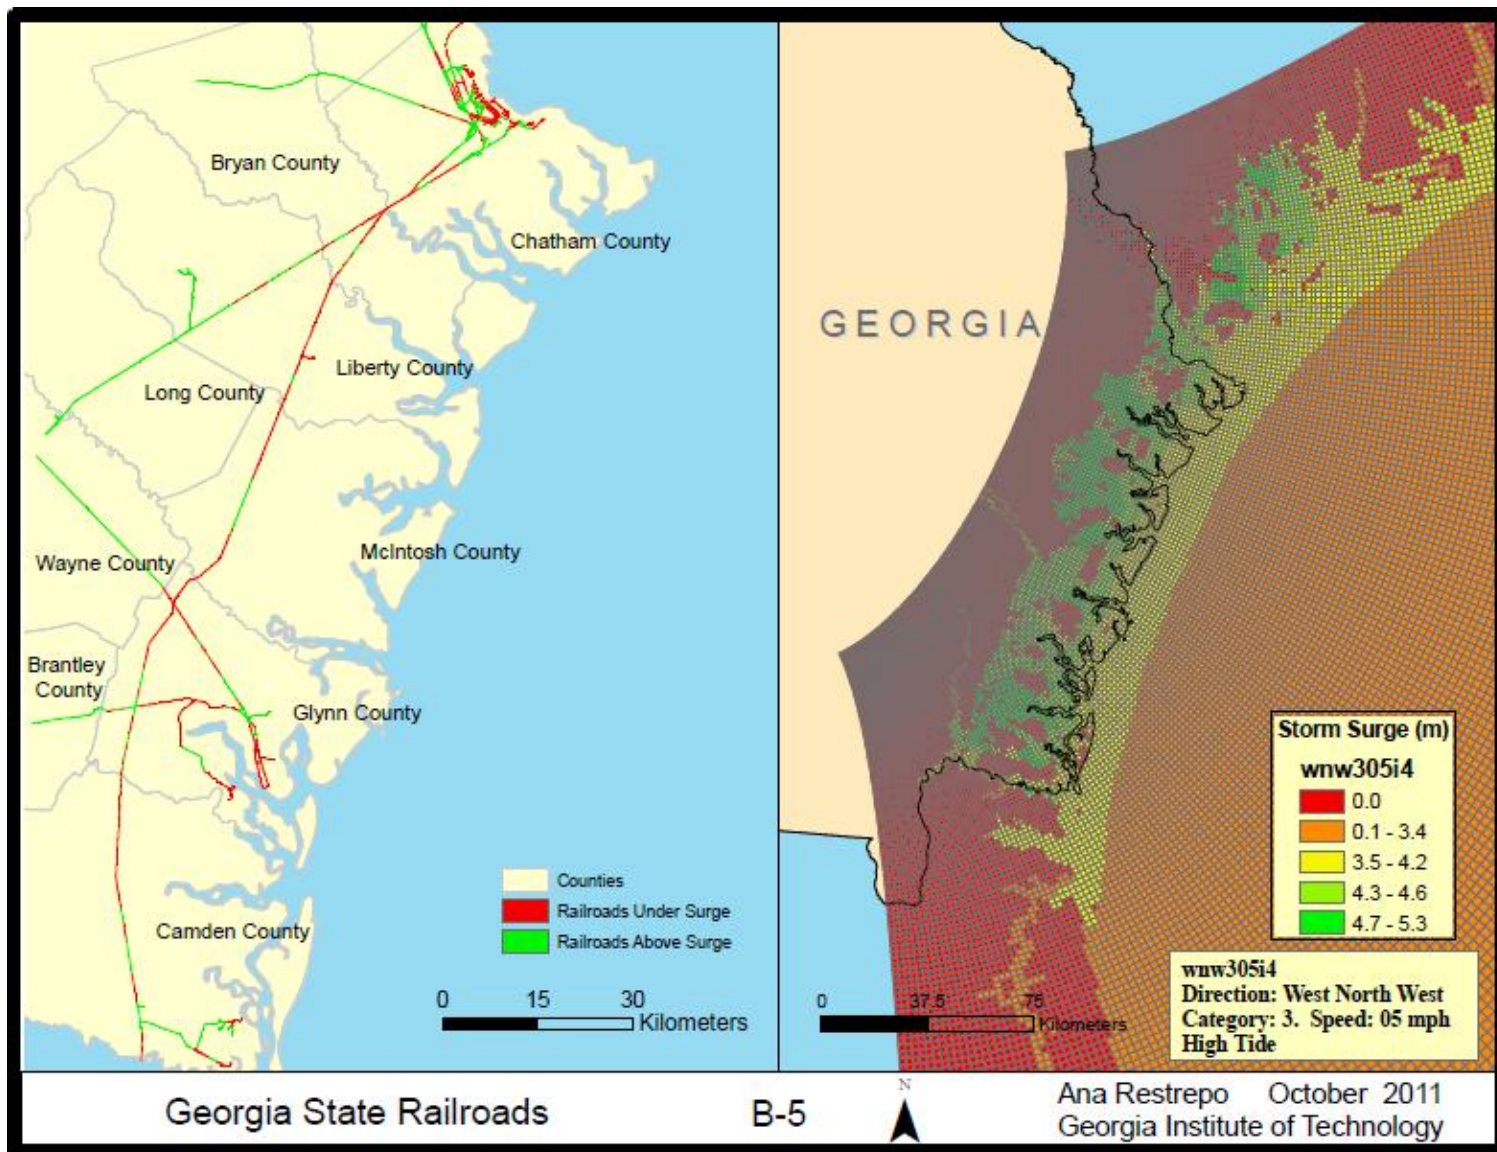 Bryan County
Chatham County
Liberty County
Long County
McIntosh County
Wayne County
Brantley
County
Glynn County
Camden County
Counties
Railroads Under Surge
Railroads Above Surge
0 15 30
Kilometers
GEORGIA
Storm Surge (m)
wnw305i4
0.0
0.1 - 3.4
3.5 - 4.2
4.3 - 4.6
4.7 - 5.3
wnw305i4
Direction: West North West
Category: 3. Speed: 05 mph
High Tide
0 37.5 75
Kilometers
Georgia State Railroads
B-5
N
Ana Restrepo October 2011
Georgia Institute of Technology